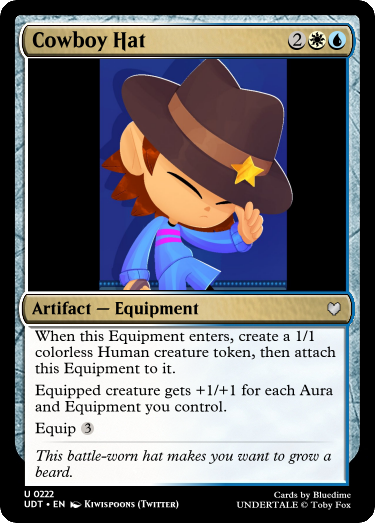 Cowboy Hat 2
Artifact — Equipment
When this Equipment enters, create a 1/1
colorless Human creature token, then attach
this Equipment to it.
Equipped creature gets +1/+1 for each Aura
and Equipment you control.
Equip 3
This battle-worn hat makes you want to grow a
beard.
U 0222
UDT • EN Kiwispoons (Twitter)
Cards by Bluedime
UNDERTALE © Toby Fox